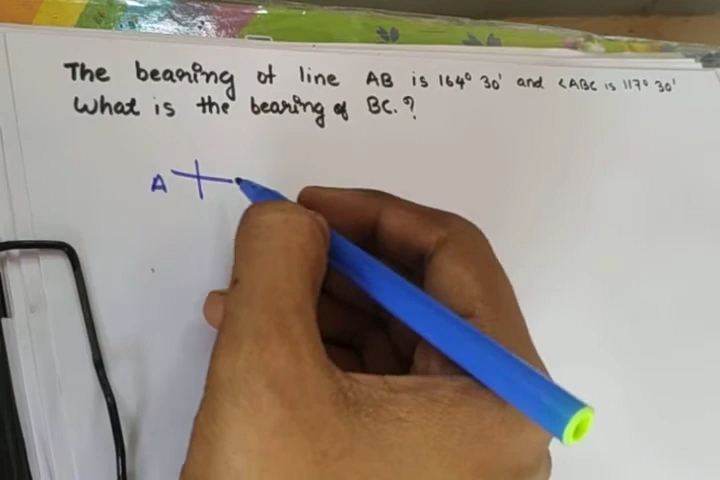 The bearing of line AB is 164° 30' and <ABC is 117° 30'
What is the bearing of BC.?
A